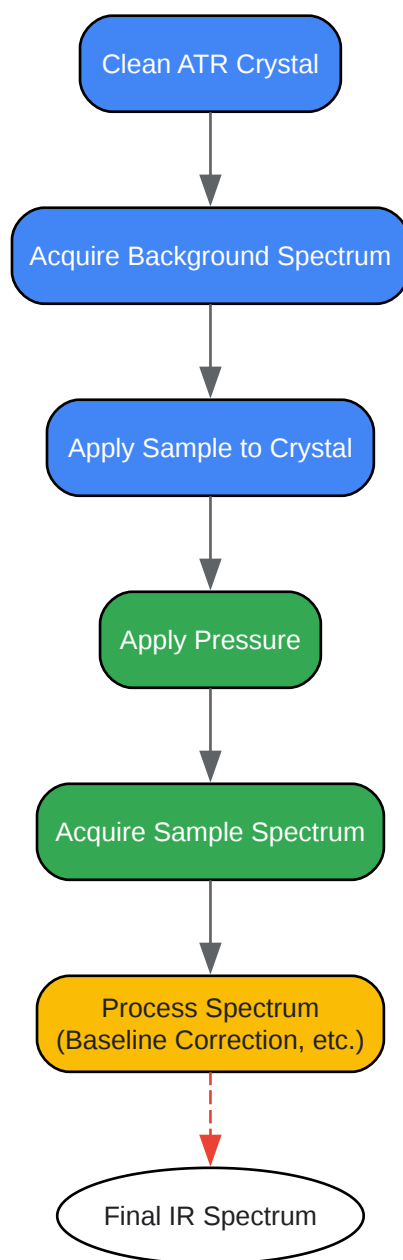 Clean ATR Crystal
Acquire Background Spectrum
Apply Sample to Crystal
Apply Pressure
Acquire Sample Spectrum
Process Spectrum
(Baseline Correction, etc.)
Final IR Spectrum